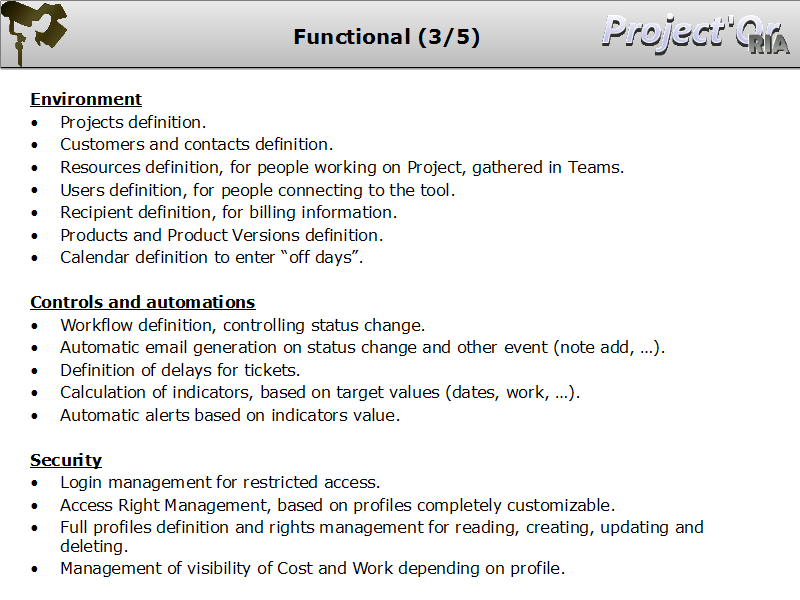 Functional (3/5)
Project'Or
RIA
Environment
• Projects definition.
• Customers and contacts definition.
• Resources definition, for people working on Project, gathered in Teams.
• Users definition, for people connecting to the tool.
• Recipient definition, for billing information.
• Products and Product Versions definition.
• Calendar definition to enter “off days”.
Controls and automations
• Workflow definition, controlling status change.
• Automatic email generation on status change and other event (note add, …).
• Definition of delays for tickets.
• Calculation of indicators, based on target values (dates, work, …).
• Automatic alerts based on indicators value.
Security
• Login management for restricted access.
• Access Right Management, based on profiles completely customizable.
• Full profiles definition and rights management for reading, creating, updating and
deleting.
• Management of visibility of Cost and Work depending on profile.